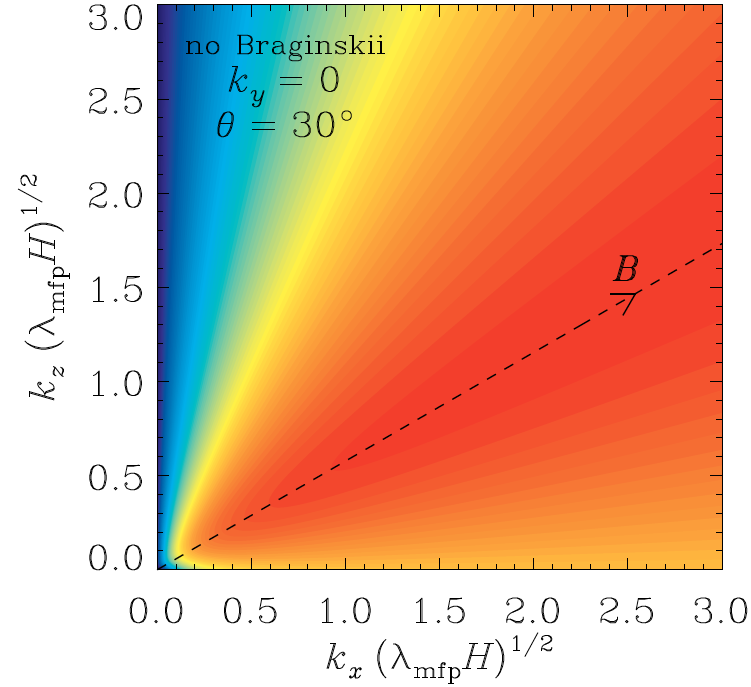 3.0
no Braginskii
k_y = 0
2.5
θ = 30°
2.0
B
1.5
k_z (λ_mfp H)^1/2
1.0
0.5
0.0
0.0 0.5 1.0 1.5 2.0 2.5 3.0
k_x (λ_mfp H)^1/2